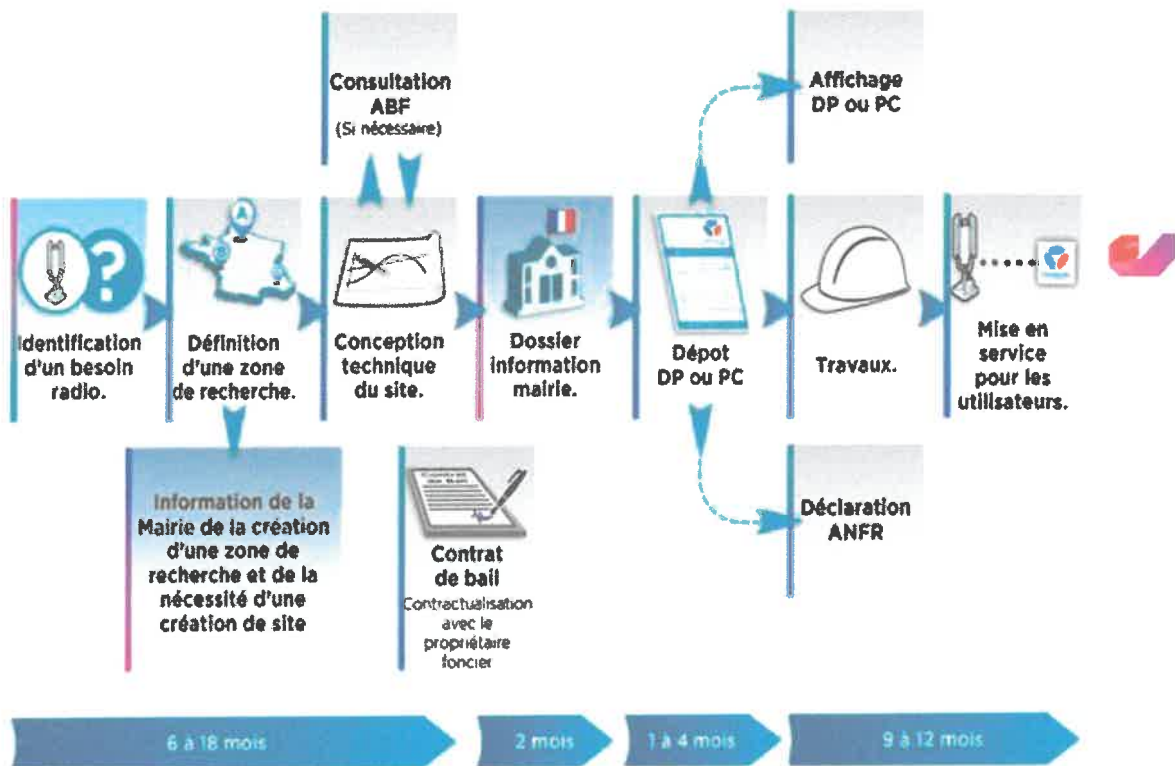 Consultation
ABF
(Si nécessaire)
Affichage
DP ou PC
A
?
Identification
d'un besoin
radio.
Définition
d'une zone
de recherche.
Conception
technique
du site.
Dossier
information
mairie.
Dépot
DP ou PC
Travaux.
Mise en
service
pour les
utilisateurs.
Information de la
Mairie de la création
d'une zone de
recherche et de la
nécessité d'une
création de site
Contrat
de Bail
Contrat
de bail
Contractualisation
avec le
propriétaire
foncier
Déclaration
ANFR
6 à 18 mois
2 mois
1 à 4 mois
9 à 12 mois